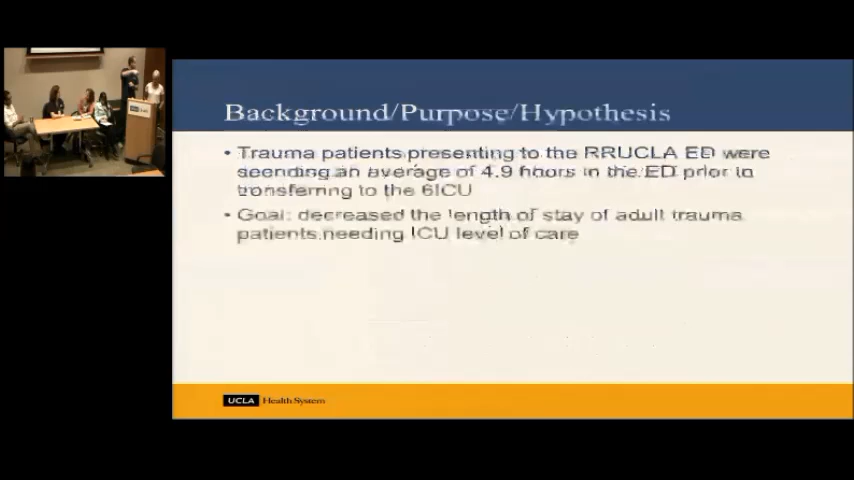 Background/Purpose/Hypothesis
• Trauma patients presenting to the RRUCLA ED were
spending an average of 4.9 hours in the ED prior to
transferring to the 6ICU
• Goal: decreased the length of stay of adult trauma
patients needing ICU level of care
UCLA Health System